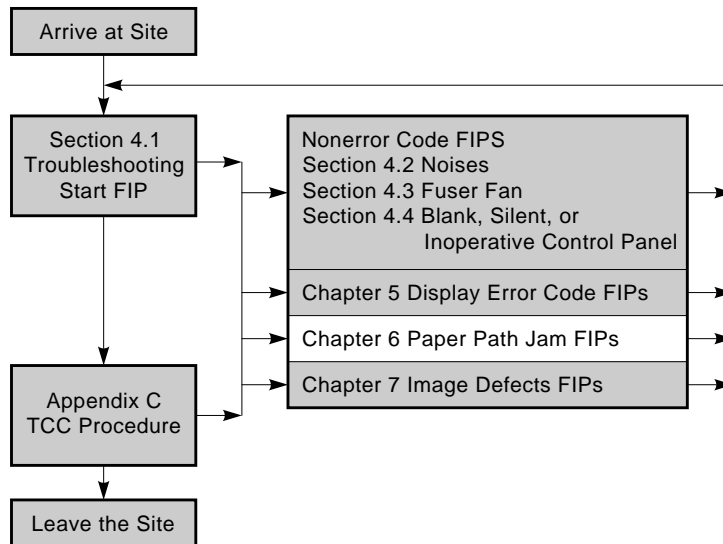 Arrive at Site
Section 4.1
Troubleshooting
Start FIP
Nonerror Code FIPS
Section 4.2 Noises
Section 4.3 Fuser Fan
Section 4.4 Blank, Silent, or
Inoperative Control Panel
Chapter 5 Display Error Code FIPs
Chapter 6 Paper Path Jam FIPs
Chapter 7 Image Defects FIPs
Appendix C
TCC Procedure
Leave the Site